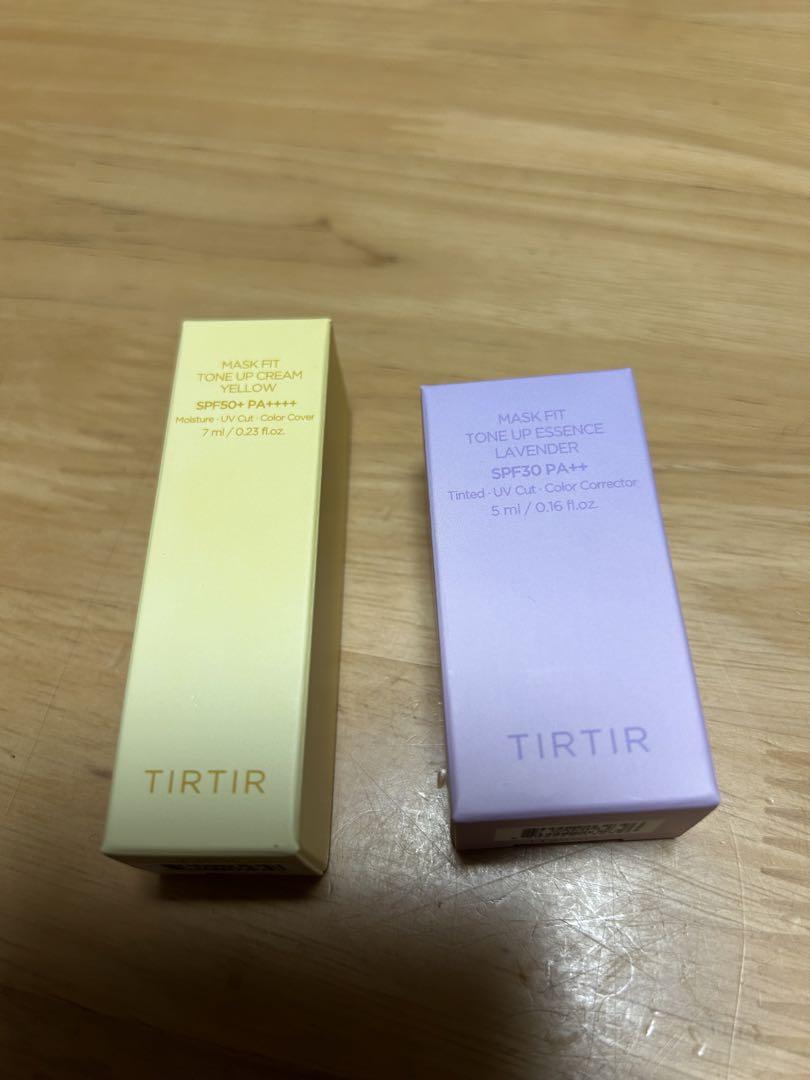 MASK FIT
TONE UP CREAM
YELLOW
SPF50+ PA++++
Moisture · UV Cut · Color Cover
7 ml / 0.23 fl.oz.
TIRTIR
MASK FIT
TONE UP ESSENCE
LAVENDER
SPF30 PA++
Tinted · UV Cut · Color Corrector
5 ml / 0.16 fl.oz.
TIRTIR